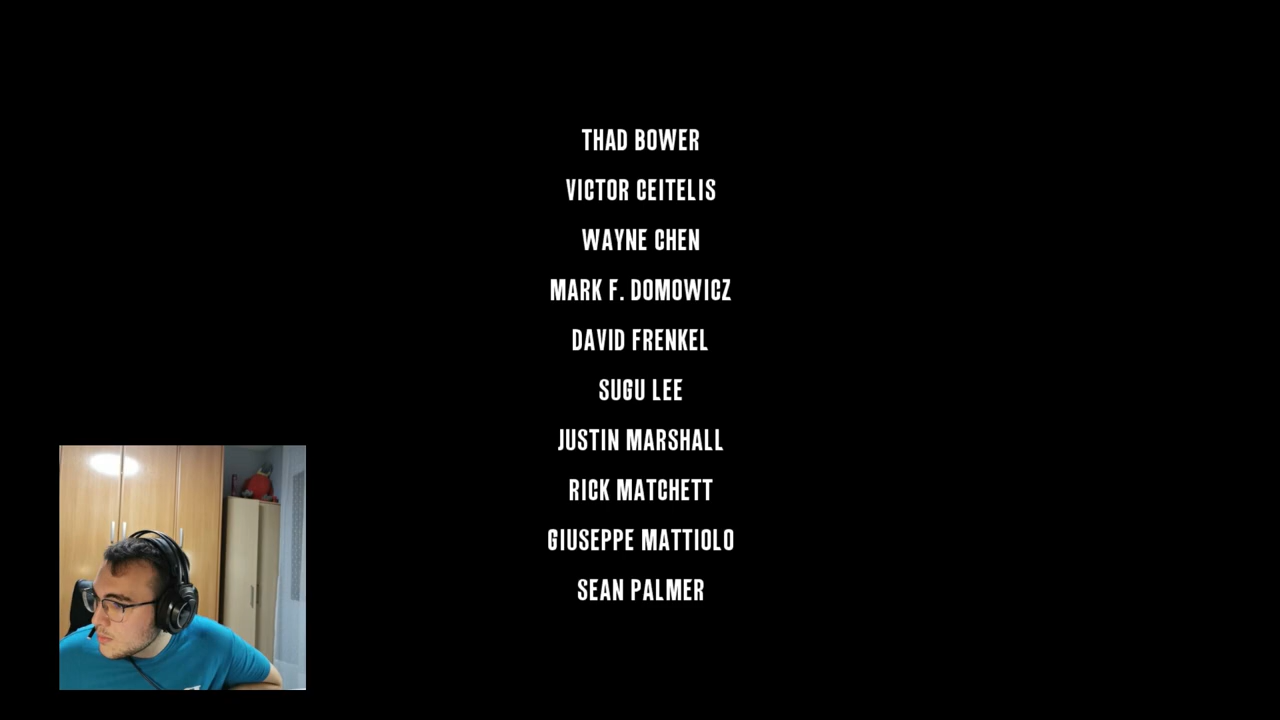 THAD BOWER
VICTOR CEITELIS
WAYNE CHEN
MARK F. DOMOWICZ
DAVID FRENKEL
SUGU LEE
JUSTIN MARSHALL
RICK MATCHETT
GIUSEPPE MATTIOLO
SEAN PALMER